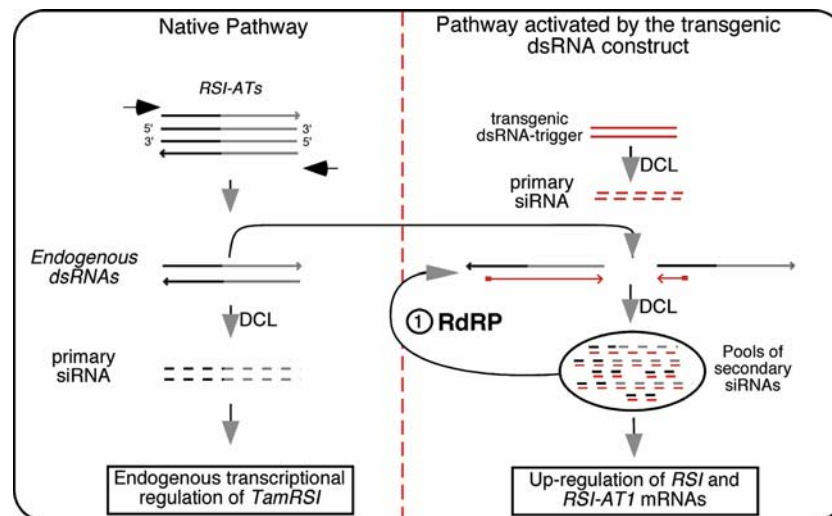 Native Pathway
RSI-ATs
5' 3'
3' 5'
Endogenous
dsRNAs
DCL
primary
siRNA
Endogenous transcriptional
regulation of TamRSI
Pathway activated by the transgenic
dsRNA construct
transgenic
dsRNA-trigger
DCL
primary
siRNA
DCL
1 RdRP
Pools of
secondary
siRNAs
Up-regulation of RSI and
RSI-AT1 mRNAs